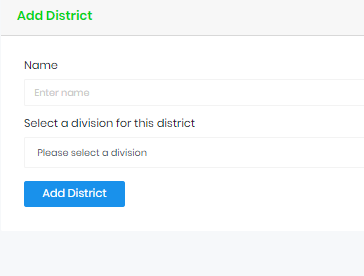 Add District
Name
Enter name
Select a division for this district
Please select a division
Add District